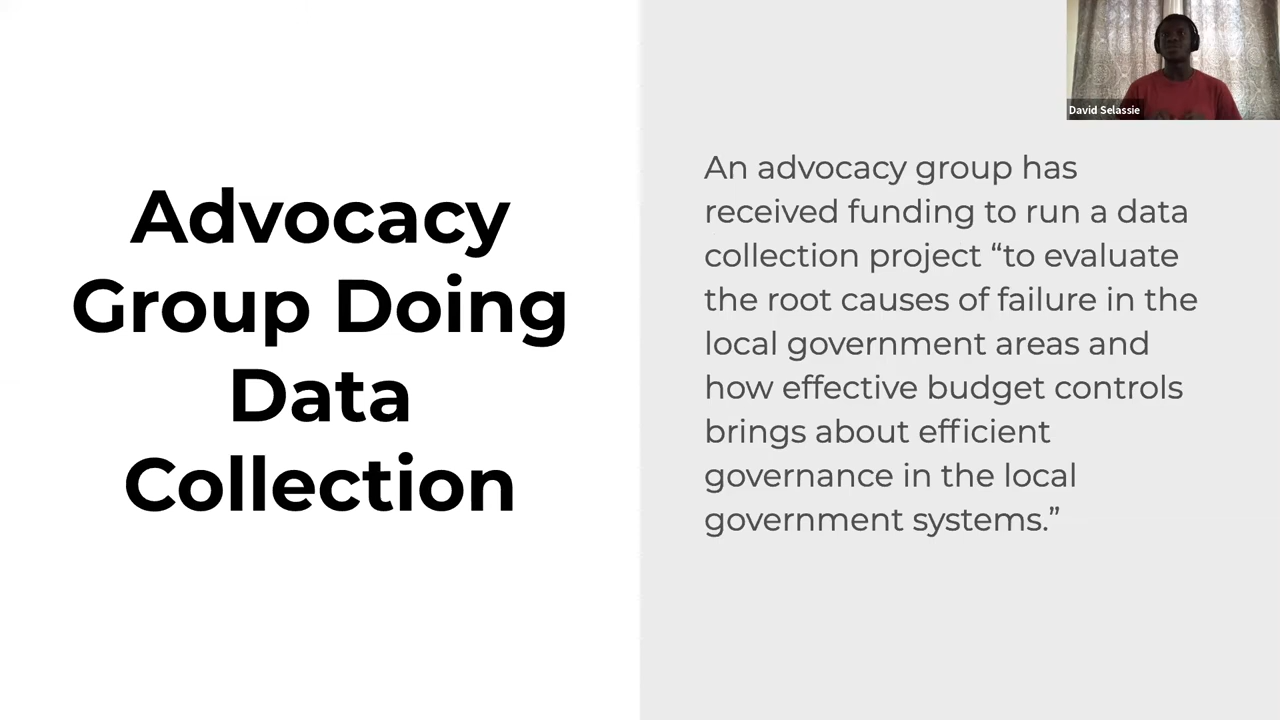 Advocacy
Group Doing
Data
Collection
David Selassie
An advocacy group has
received funding to run a data
collection project “to evaluate
the root causes of failure in the
local government areas and
how effective budget controls
brings about efficient
governance in the local
government systems.”